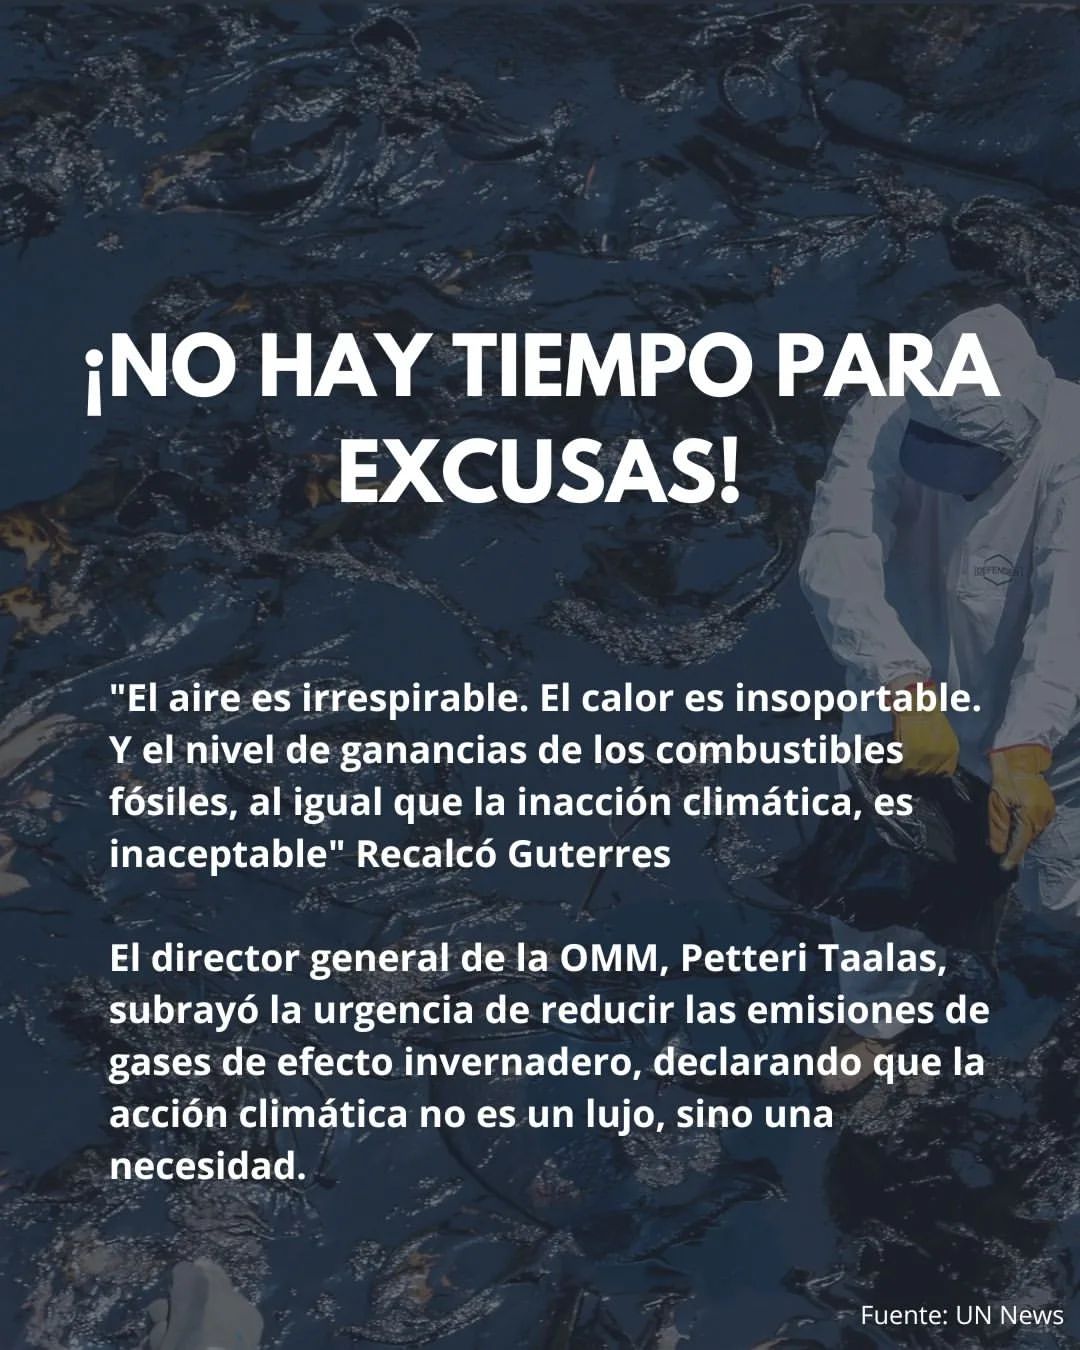 ¡NO HAY TIEMPO PARA
EXCUSAS!
DEFENDER
"El aire es irrespirable. El calor es insoportable.
Y el nivel de ganancias de los combustibles
fósiles, al igual que la inacción climática, es
inaceptable" Recalcó Guterres
El director general de la OMM, Petteri Taalas,
subrayó la urgencia de reducir las emisiones de
gases de efecto invernadero, declarando que la
acción climática no es un lujo, sino una
necesidad.
Fuente: UN News